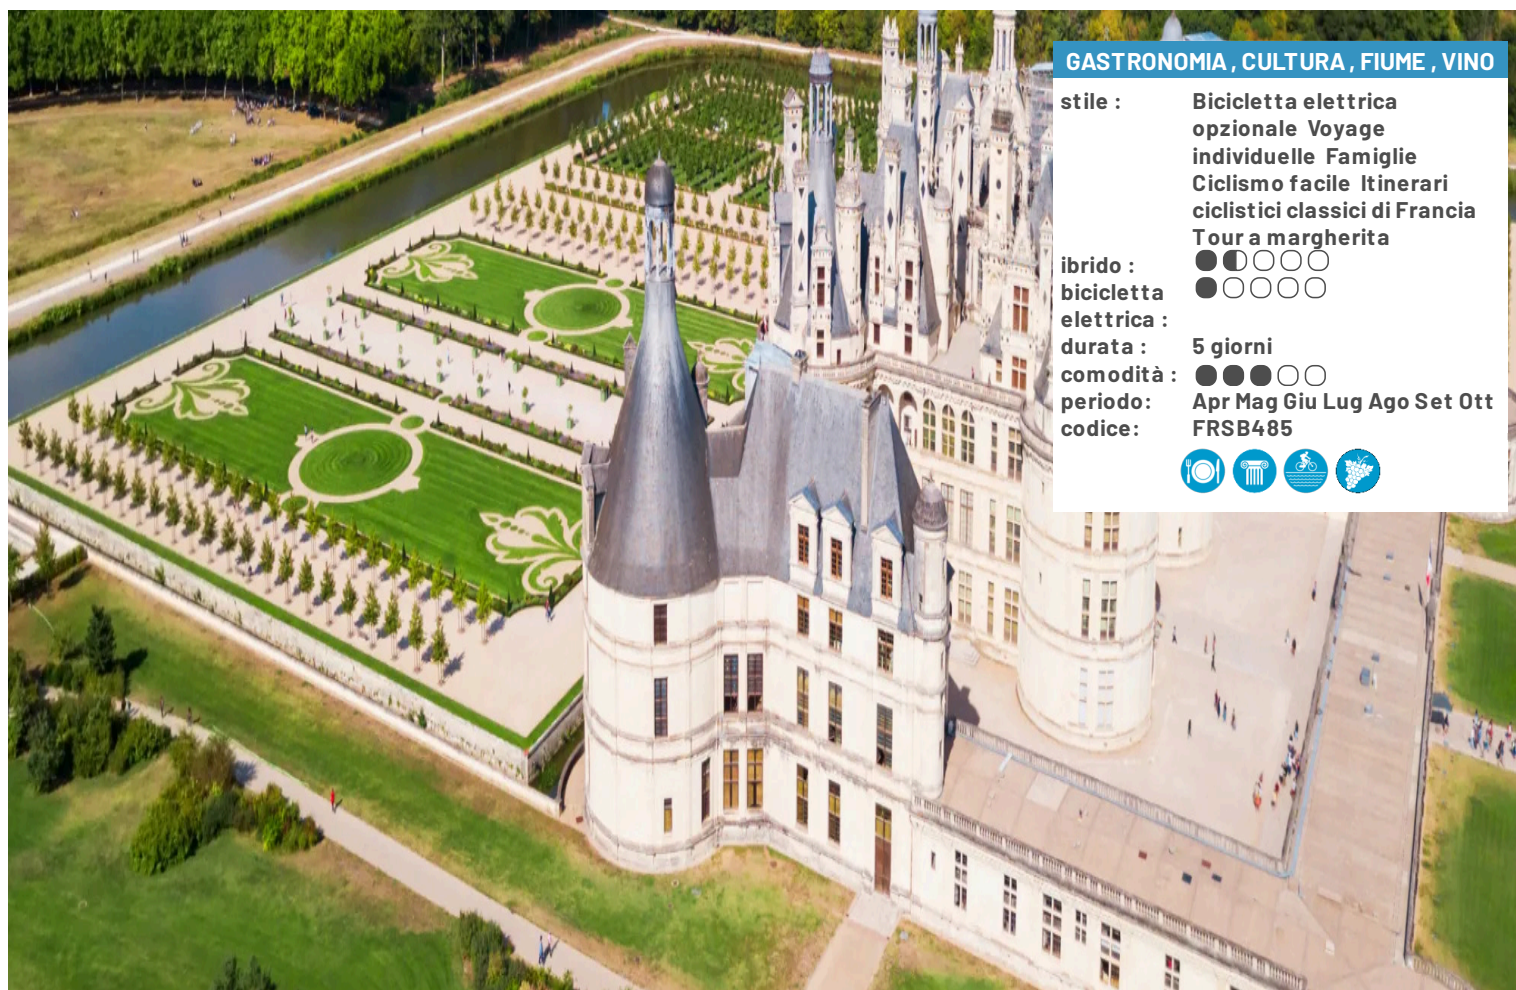 GASTRONOMIA , CULTURA , FIUME , VINO
stile : Bicicletta elettrica
opzionale Voyage
individuelle Famiglie
Ciclismo facile Itinerari
ciclistici classici di Francia
Tour a margherita
ibrido :
bicicletta
elettrica :
durata : 5 giorni
comodità :
periodo: Apr Mag Giu Lug Ago Set Ott
codice: FRSB485